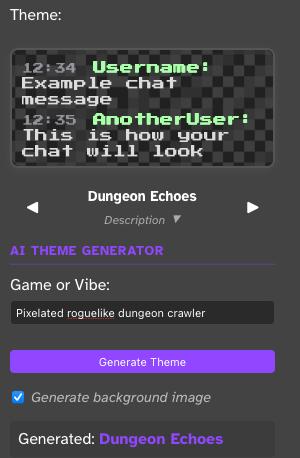 Theme:
12:34 Username:
Example chat
message
12:35 AnotherUser:
This is how your
chat will look
Dungeon Echoes
Description ▼
AI THEME GENERATOR
Game or Vibe:
Pixelated roguelike dungeon crawler
Generate Theme
Generate background image
Generated: Dungeon Echoes